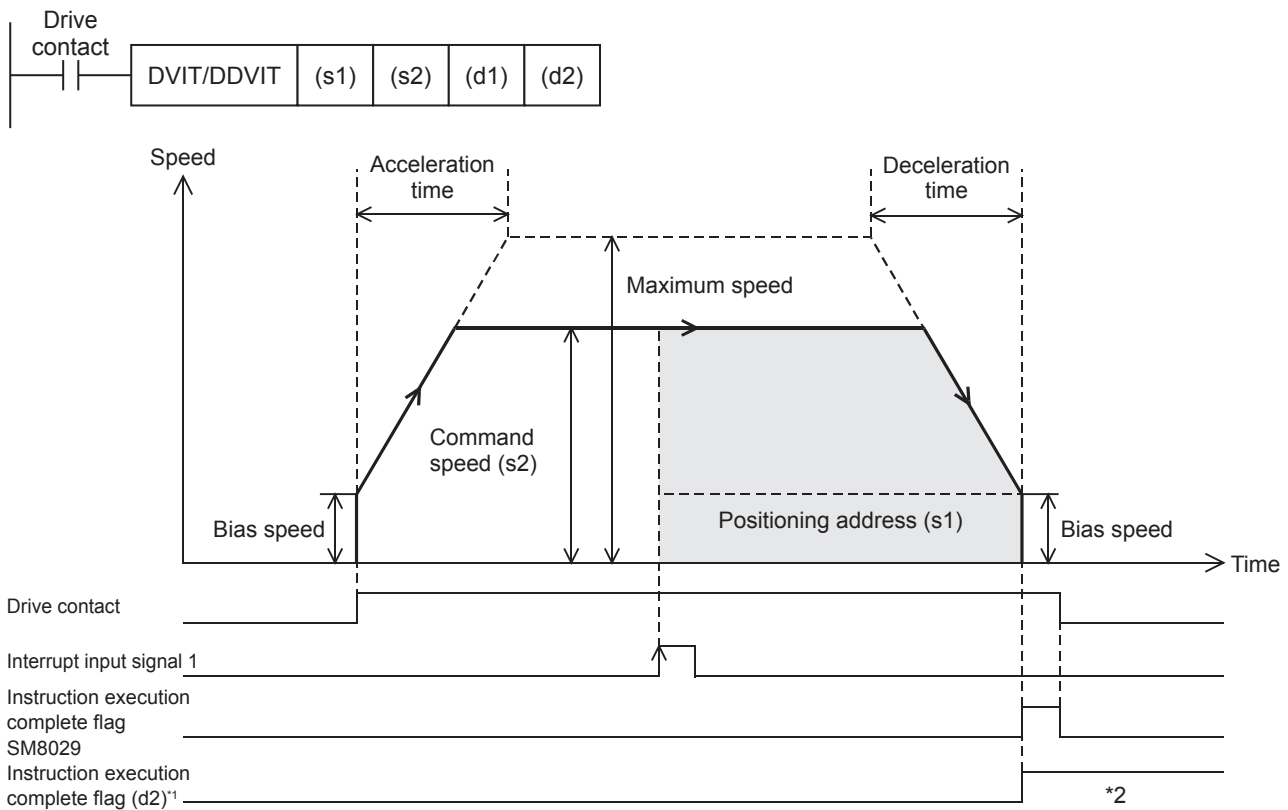 Drive
contact
DVIT/DDVIT (s1) (s2) (d1) (d2)
Speed
Acceleration
time
Deceleration
time
Maximum speed
Command
speed (s2)
Bias speed
Positioning address (s1)
Bias speed
Time
Drive contact
Interrupt input signal 1
Instruction execution
complete flag
SM8029
Instruction execution
complete flag (d2)*1
*2